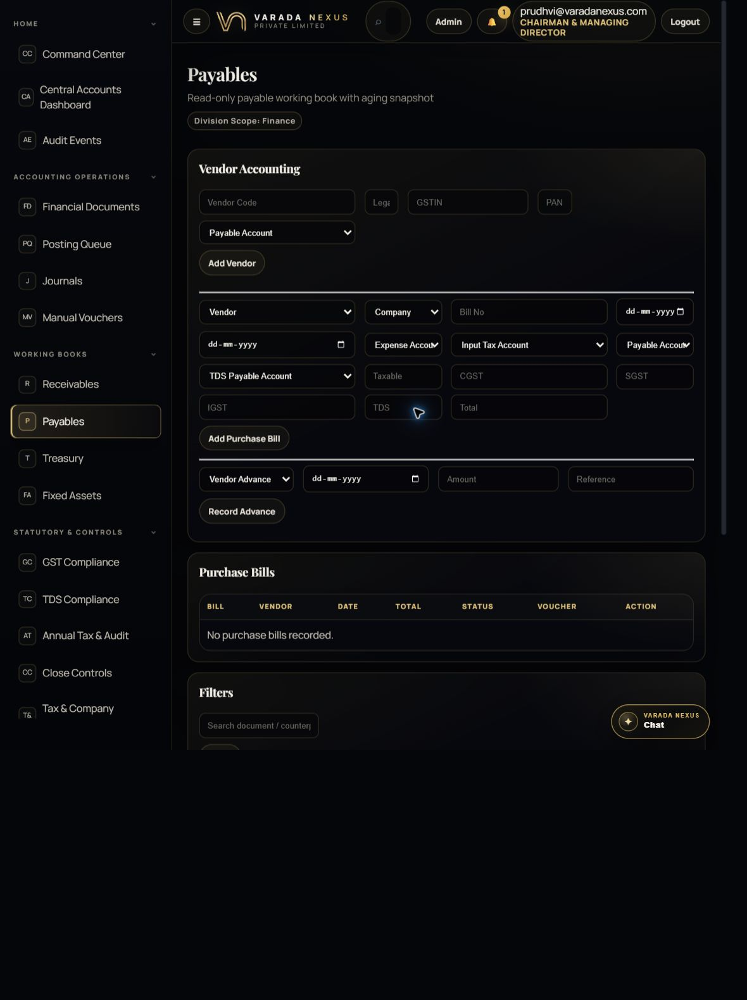 HOME
CC Command Center
CA Central Accounts
Dashboard
AE Audit Events
ACCOUNTING OPERATIONS
FD Financial Documents
PQ Posting Queue
J Journals
MV Manual Vouchers
WORKING BOOKS
R Receivables
P Payables
T Treasury
FA Fixed Assets
STATUTORY & CONTROLS
GC GST Compliance
TC TDS Compliance
AT Annual Tax & Audit
CC Close Controls
T& Tax & Company
VARADA NEXUS
PRIVATE LIMITED
Admin
1
prudhvi@varadanexus.com
CHAIRMAN & MANAGING
DIRECTOR
Logout
Payables
Read-only payable working book with aging snapshot
Division Scope: Finance
Vendor Accounting
Vendor Code Lega GSTIN PAN
Payable Account
Add Vendor
Vendor Company Bill No dd-mm-yyyy
dd-mm-yyyy Expense Accou Input Tax Account Payable Accou
TDS Payable Account Taxable CGST SGST
IGST TDS Total
Add Purchase Bill
Vendor Advance dd-mm-yyyy Amount Reference
Record Advance
Purchase Bills
BILL VENDOR DATE TOTAL STATUS VOUCHER ACTION
No purchase bills recorded.
Filters
Search document / counterp
VARADA NEXUS
Chat